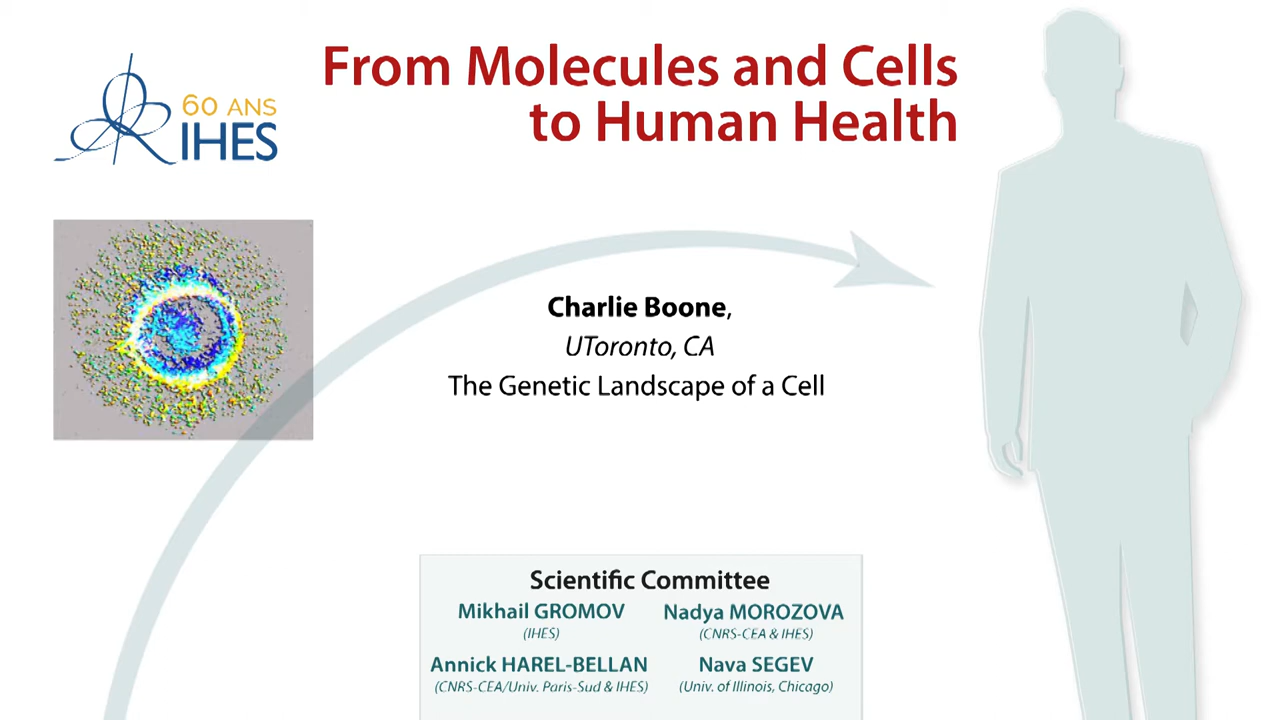 60 ANS
IHES
From Molecules and Cells
to Human Health
Charlie Boone,
UToronto, CA
The Genetic Landscape of a Cell
Scientific Committee
Mikhail GROMOV
(IHES)
Nadya MOROZOVA
(CNRS-CEA & IHES)
Annick HAREL-BELLAN
(CNRS-CEA/Univ. Paris-Sud & IHES)
Nava SEGEV
(Univ. of Illinois, Chicago)